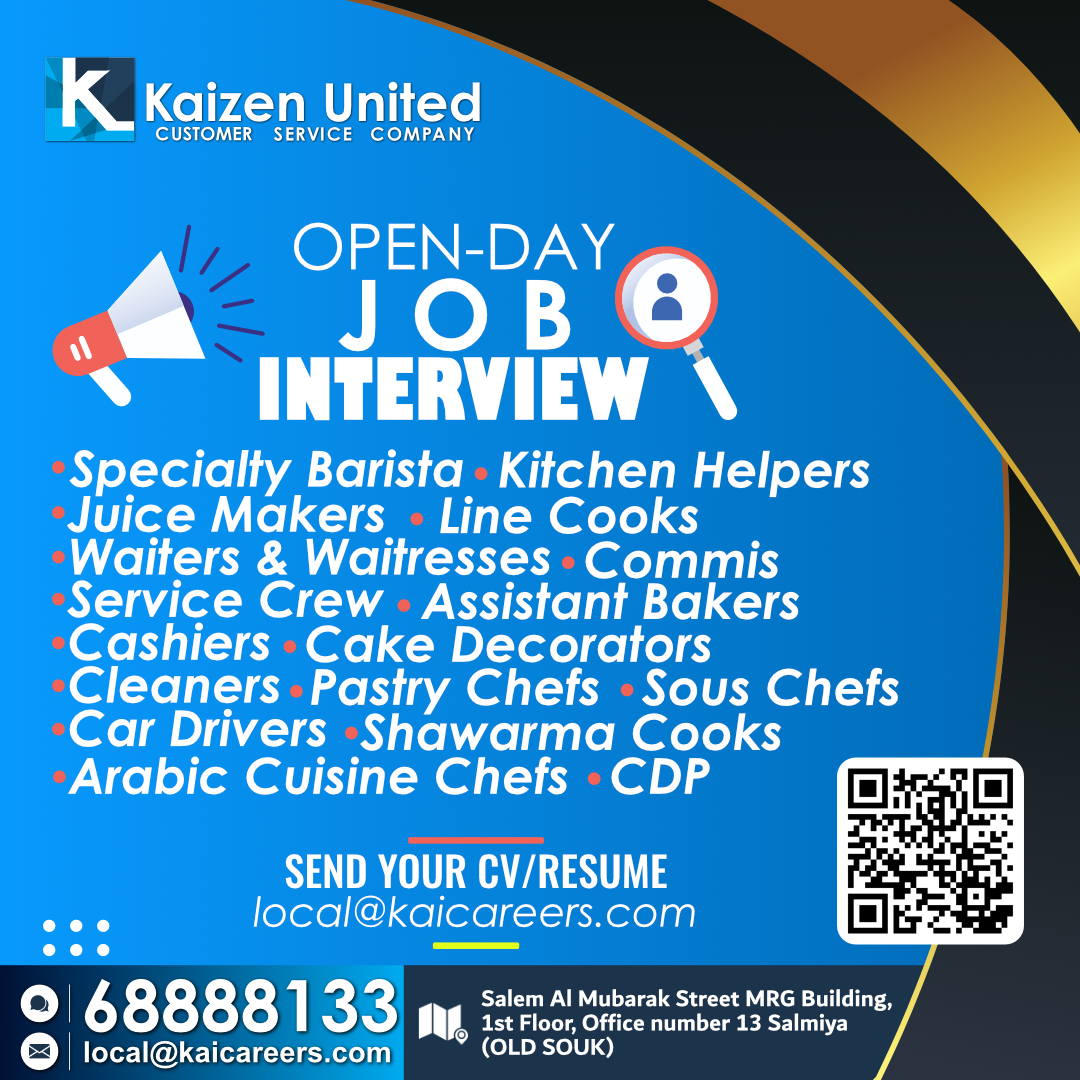 K
Kaizen United
CUSTOMER SERVICE COMPANY
OPEN-DAY
JOB
INTERVIEW
•Specialty Barista •Kitchen Helpers
•Juice Makers •Line Cooks
•Waiters & Waitresses •Commis
•Service Crew •Assistant Bakers
•Cashiers •Cake Decorators
•Cleaners •Pastry Chefs •Sous Chefs
•Car Drivers •Shawarma Cooks
•Arabic Cuisine Chefs •CDP
SEND YOUR CV/RESUME
local@kaicareers.com
68888133
local@kaicareers.com
Salem Al Mubarak Street MRG Building,
1st Floor, Office number 13 Salmiya
(OLD SOUK)